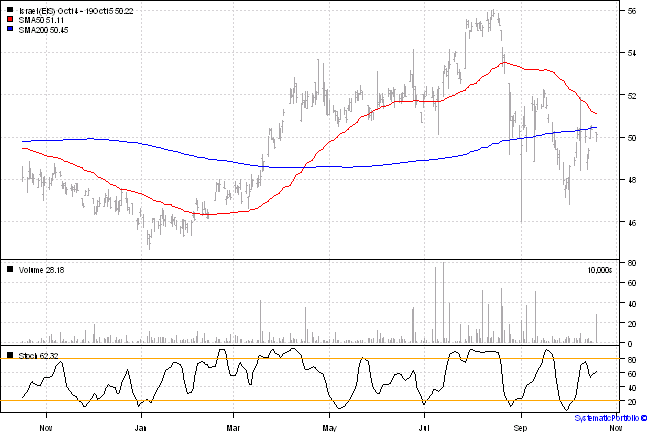 Israel (EIS) Oct14 - 19Oct15 50.22
SMA50 51.11
SMA200 50.45
56
54
52
50
48
46
Volume 28.18
10,000s
80
60
40
20
0
Stoch 62.32
80
60
40
20
Nov Jan Mar May Jul Sep Nov
SystematicPortfolio ©